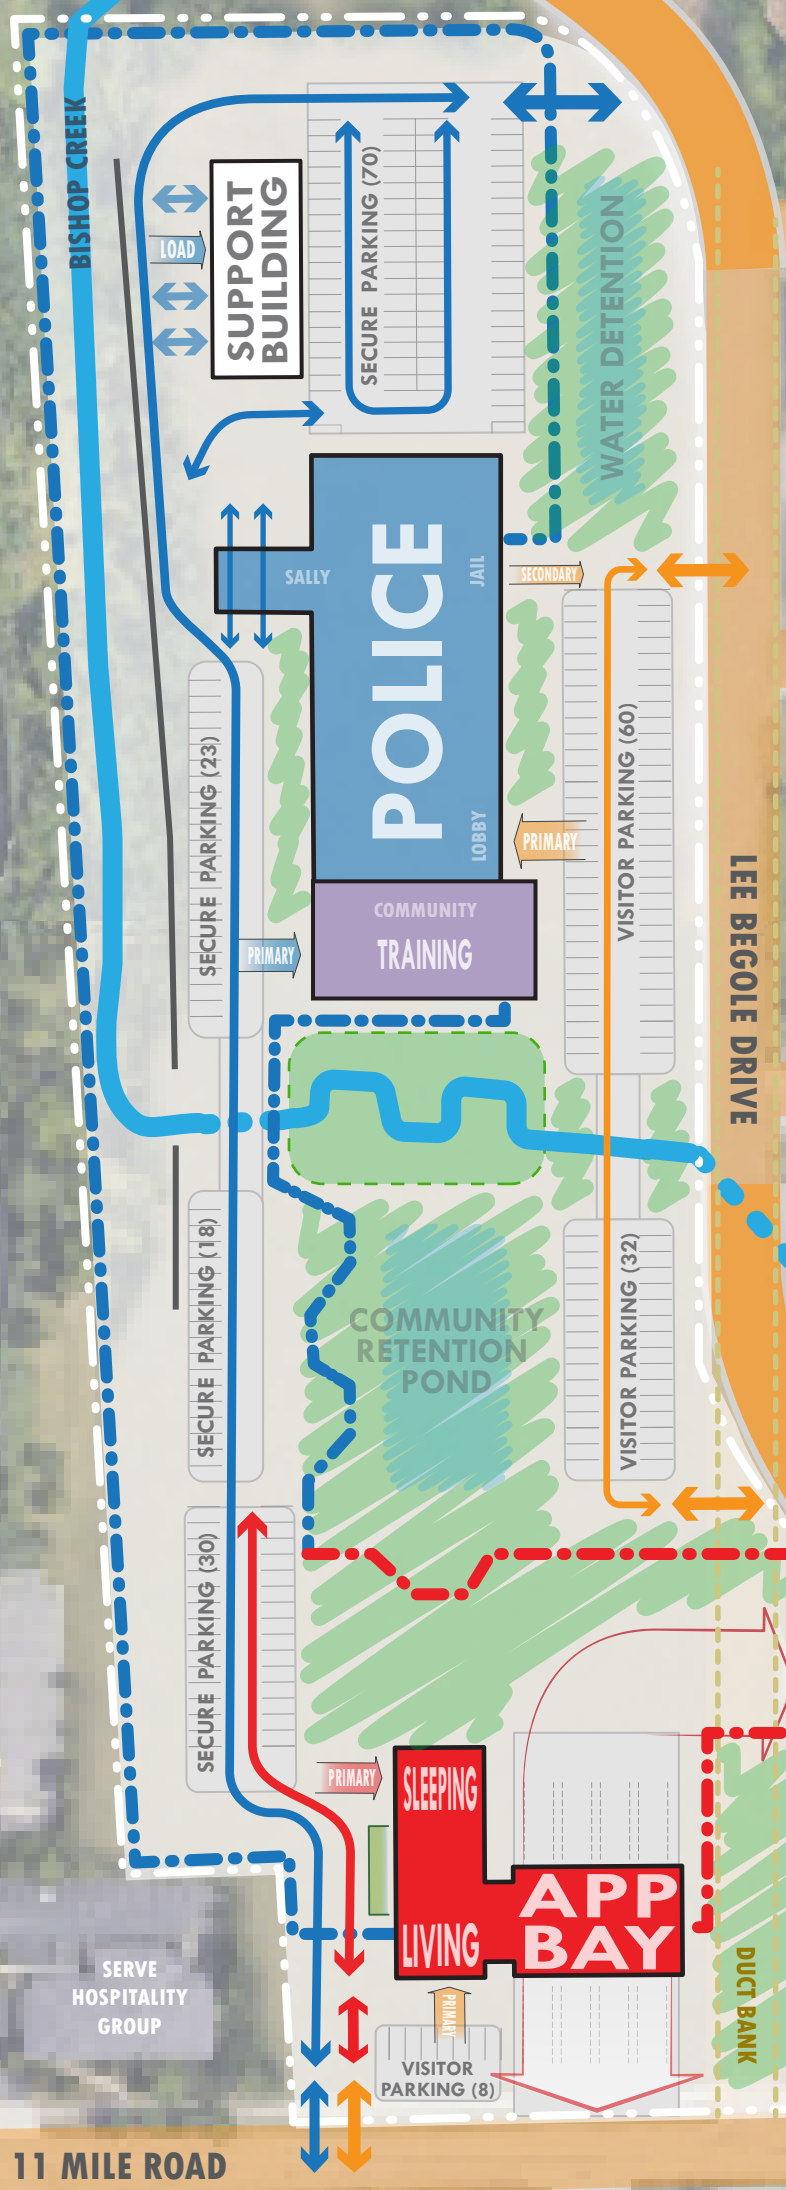 BISHOP CREEK
LOAD
SUPPORT
BUILDING
SECURE PARKING (70)
WATER DETENTION
SALLY
POLICE
JAIL
SECONDARY
LOBBY
PRIMARY
VISITOR PARKING (60)
SECURE PARKING (23)
PRIMARY
COMMUNITY
TRAINING
LEE BEGOLE DRIVE
SECURE PARKING (18)
COMMUNITY
RETENTION
POND
VISITOR PARKING (32)
SECURE PARKING (30)
PRIMARY
SLEEPING
LIVING
APP
BAY
PRIMARY
VISITOR
PARKING (8)
DUCT BANK
SERVE
HOSPITALITY
GROUP
11 MILE ROAD